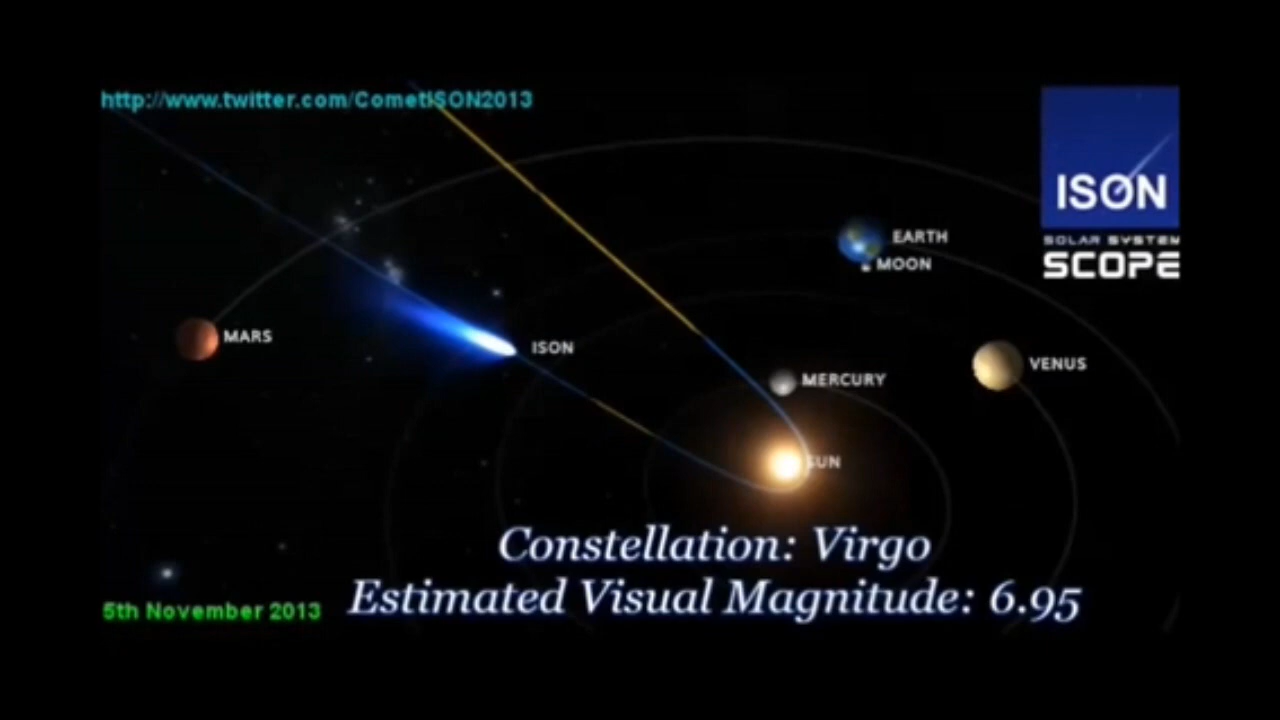 http://www.twitter.com/CometISON2013
ISON
SOLAR SYSTEM
SCOPE
EARTH
MOON
MARS
ISON
VENUS
MERCURY
SUN
Constellation: Virgo
Estimated Visual Magnitude: 6.95
5th November 2013